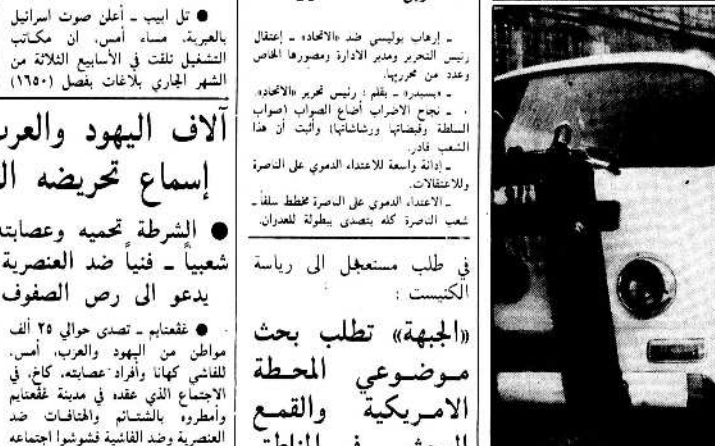 ● تل ابيب ـ أعلن صوت اسرائيل
بالعبرية، مساء أمس، ان مكاتب
التشغيل تلقت في الأسابيع الثلاثة من
الشهر الجاري بلاغات بفصل (١٦٥٠)
آلاف اليهود والعرب
إسماع تحريضه
● الشرطة تحميه وعصابته
شعبياً ـ فنياً ضد العنصرية
يدعو الى رص الصفوف
● غفعتايم ـ تصدى حوالي ٢٥ ألف
مواطن من اليهود والعرب، أمس،
للفاشي كهانا وأفراد عصابته، كاخ، في
الاجتماع الذي عقده في مدينة غفعتايم
وأمطروه بالشتائم والهتافات ضد
العنصرية وضد الفاشية فشوشوا اجتماعه
ـ إرهاب بوليسي ضد «الاتحاد» ـ إعتقال
رئيس التحرير ومدير الادارة ومصورها الخاص
وعدد من محرريها.
ـ بقلم : رئيس تحرير «الاتحاد».
ـ نجاح الاضراب أضاع الصواب (صواب
السلطة وقبضاتها ورشاشاتها) وأثبت أن هذا
الشعب قادر.
ـ إدانة واسعة للاعتداء الدموي على الناصرة
وللاعتقالات.
ـ الاعتداء الدموي على الناصرة مخطط سلفاً ـ
شعب الناصرة كله يتصدى ببطولة للعدوان.
في طلب مستعجل الى رياسة
الكنيست :
«الجبهة» تطلب بحث
موضوعي المحطة
الامريكية والقمع